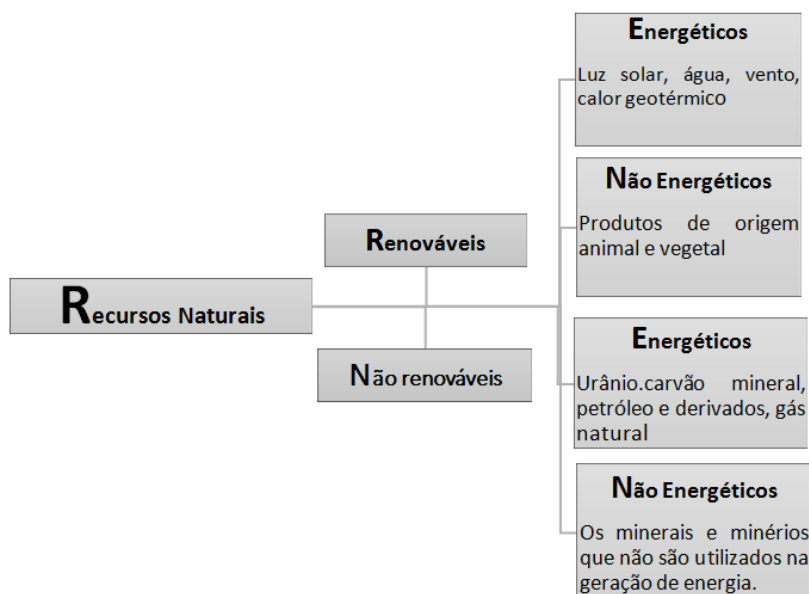 Recursos Naturais
Renováveis
Não renováveis
Energéticos
Luz solar, água, vento,
calor geotérmico
Não Energéticos
Produtos de origem
animal e vegetal
Energéticos
Urânio.carvão mineral,
petróleo e derivados, gás
natural
Não Energéticos
Os minerais e minérios
que não são utilizados na
geração de energia.